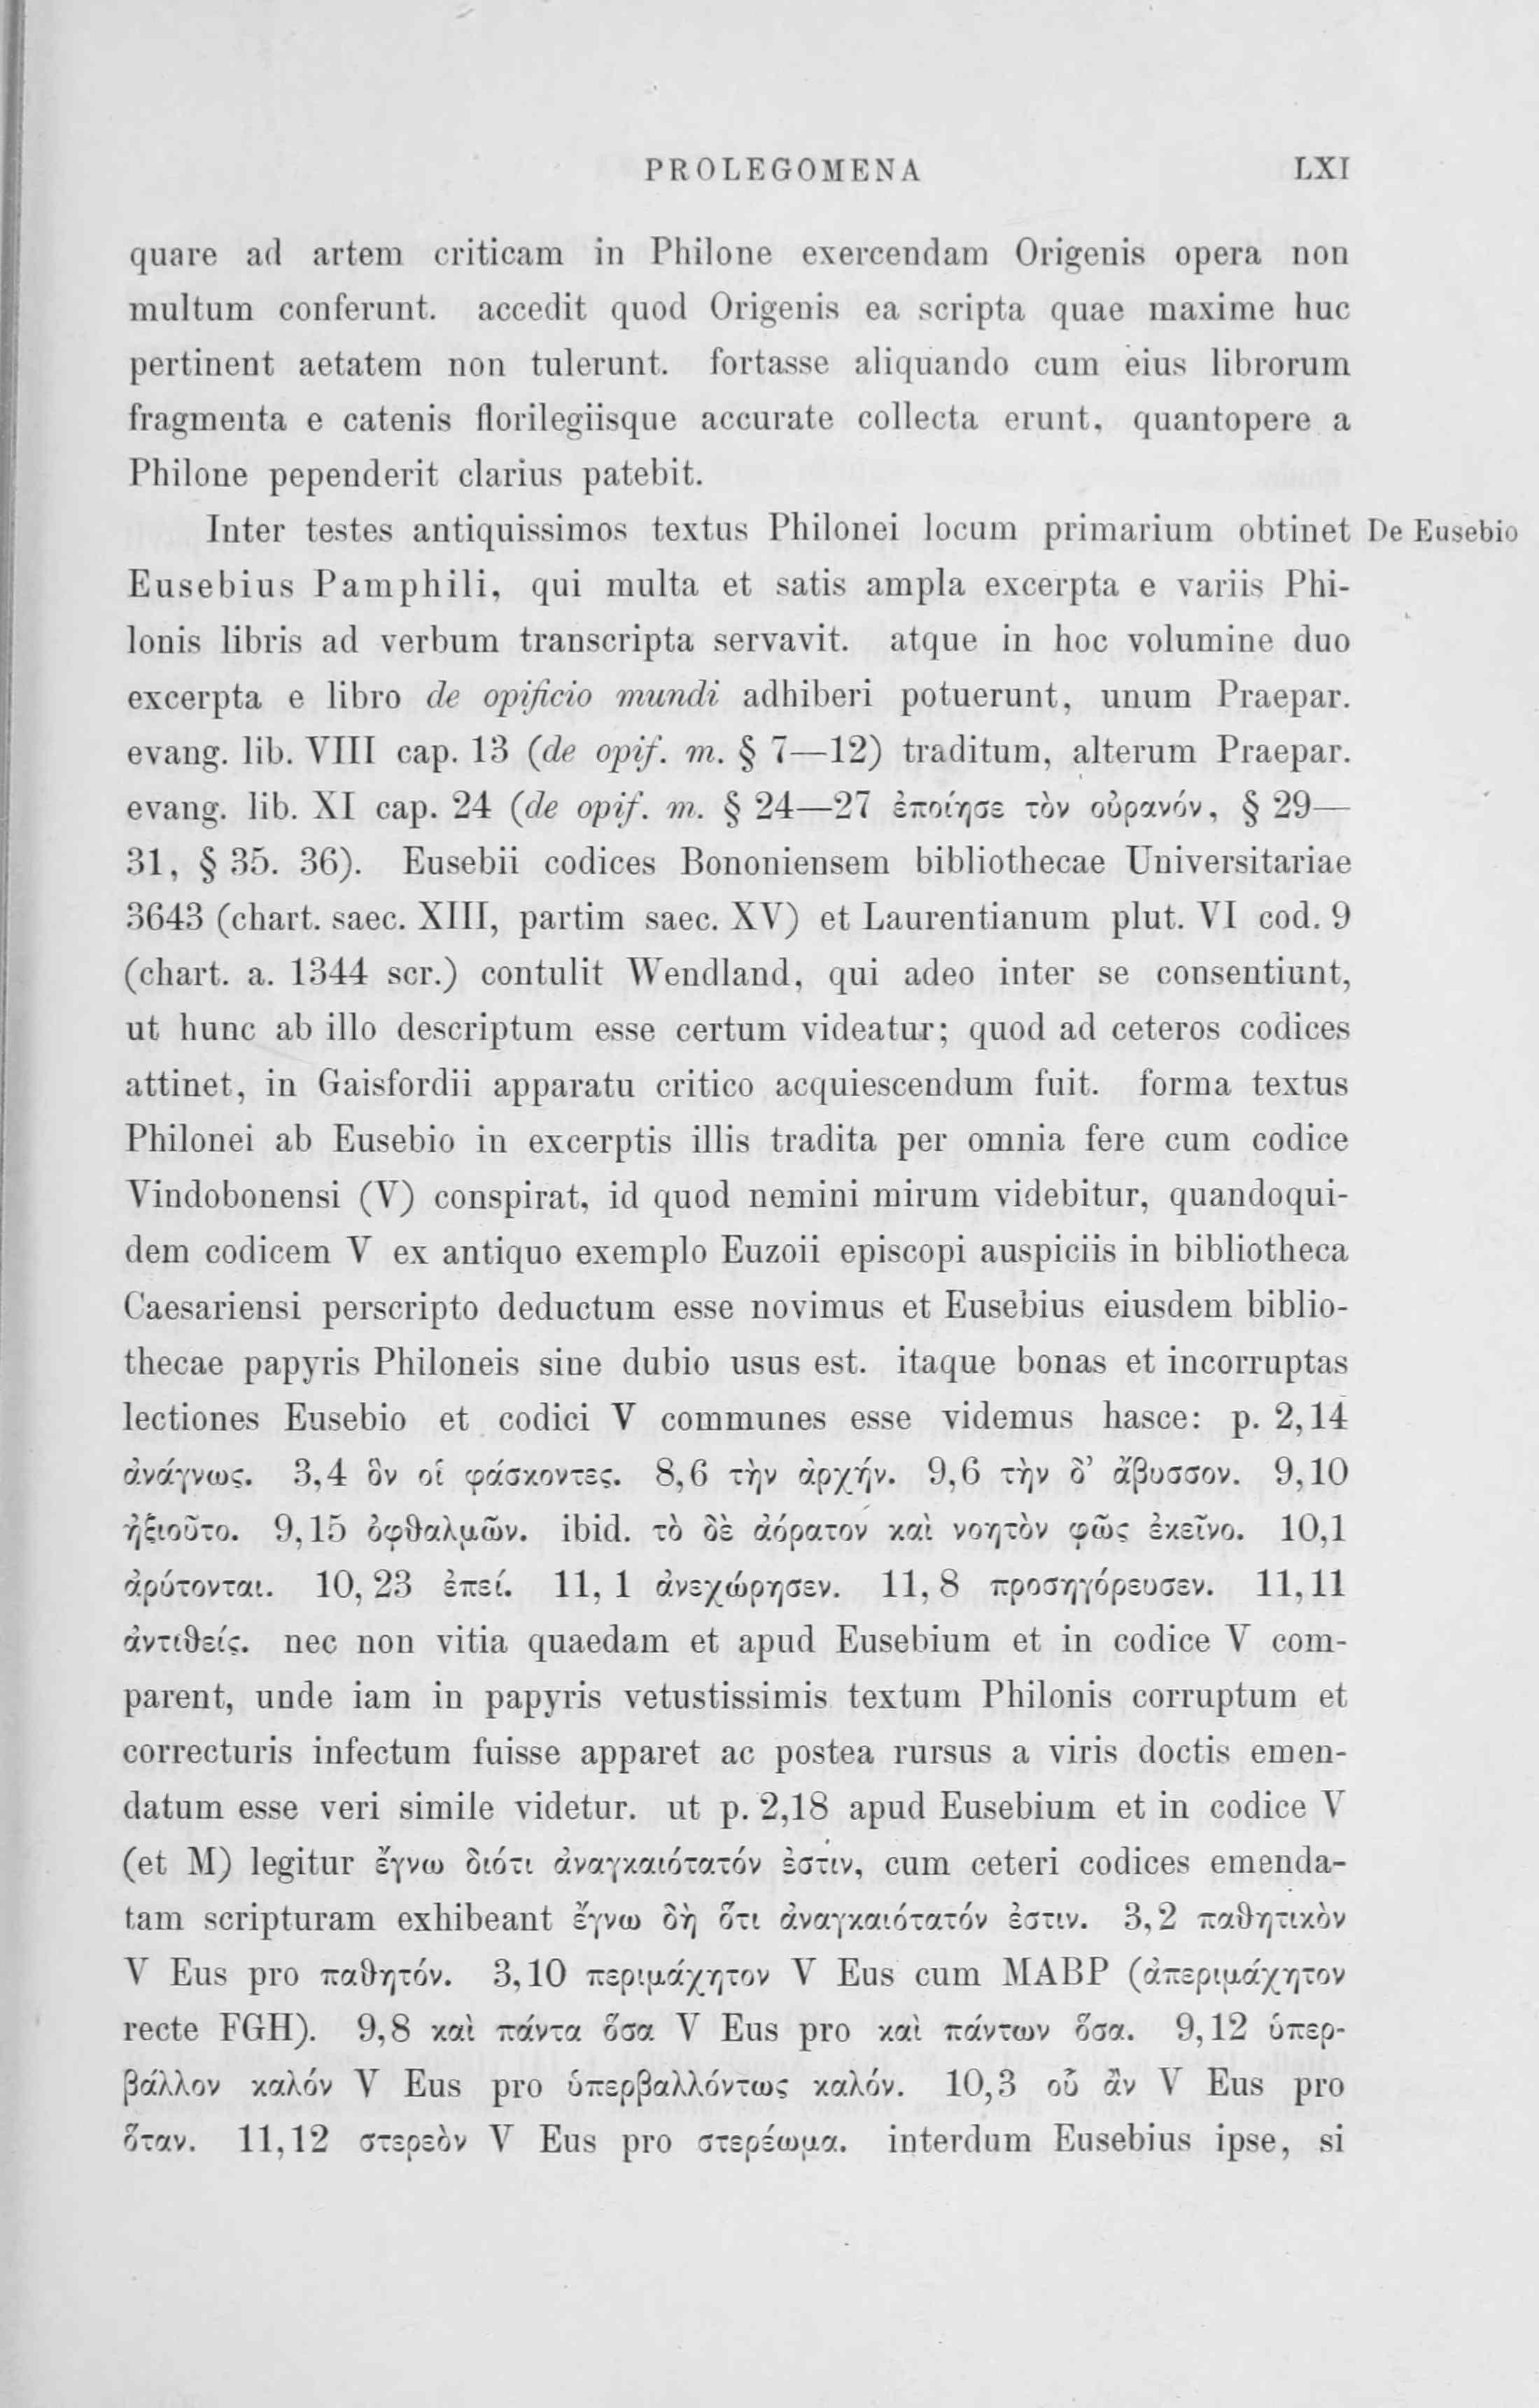 PROLEGOMENA LXI
quare ad artem criticam in Philone exercendam Origenis opera non
multum conferunt. accedit quod Origenis ea scripta quae maxime huc
pertinent aetatem non tulerunt. fortasse aliquando cum eius librorum
fragmenta e catenis florilegiisque accurate collecta erunt, quantopere a
Philone pependerit clarius patebit.
Inter testes antiquissimos textus Philonei locum primarium obtinet De Eusebio
Eusebius Pamphili, qui multa et satis ampla excerpta e variis Phi-
lonis libris ad verbum transcripta servavit. atque in hoc volumine duo
excerpta e libro de opificio mundi adhiberi potuerunt, unum Praepar.
evang. lib. VIII cap. 13 (de opif. m. § 7—12) traditum, alterum Praepar.
evang. lib. XI cap. 24 (de opif. m. § 24—27 ἐποίησε τὸν οὐρανόν, § 29—
31, § 35. 36). Eusebii codices Bononiensem bibliothecae Universitariae
3643 (chart. saec. XIII, partim saec. XV) et Laurentianum plut. VI cod. 9
(chart. a. 1344 scr.) contulit Wendland, qui adeo inter se consentiunt,
ut hunc ab illo descriptum esse certum videatur; quod ad ceteros codices
attinet, in Gaisfordii apparatu critico acquiescendum fuit. forma textus
Philonei ab Eusebio in excerptis illis tradita per omnia fere cum codice
Vindobonensi (V) conspirat, id quod nemini mirum videbitur, quandoqui-
dem codicem V ex antiquo exemplo Euzoii episcopi auspiciis in bibliotheca
Caesariensi perscripto deductum esse novimus et Eusebius eiusdem biblio-
thecae papyris Philoneis sine dubio usus est. itaque bonas et incorruptas
lectiones Eusebio et codici V communes esse videmus hasce: p. 2,14
ἀνάγνως. 3,4 ὃν οἱ φάσκοντες. 8,6 τὴν ἀρχήν. 9,6 τὴν δ’ ἄβυσσον. 9,10
ἠξιοῦτο. 9,15 ὀφθαλμῶν. ibid. τὸ δὲ ἀόρατον καὶ νοητὸν φῶς ἐκεῖνο. 10,1
ἀρύτονται. 10, 23 ἐπεί. 11, 1 ἀνεχώρησεν. 11, 8 προσηγόρευσεν. 11,11
ἀντιθείς. nec non vitia quaedam et apud Eusebium et in codice V com-
parent, unde iam in papyris vetustissimis textum Philonis corruptum et
correcturis infectum fuisse apparet ac postea rursus a viris doctis emen-
datum esse veri simile videtur. ut p. 2,18 apud Eusebium et in codice V
(et M) legitur ἔγνω διότι ἀναγκαιότατόν ἐστιν, cum ceteri codices emenda-
tam scripturam exhibeant ἔγνω δὴ ὅτι ἀναγκαιότατόν ἐστιν. 3,2 παθητικὸν
V Eus pro παθητόν. 3,10 περιμάχητον V Eus cum MABP (ἀπεριμάχητον
recte FGH). 9,8 καὶ πάντα ὅσα V Eus pro καὶ πάντων ὅσα. 9,12 ὑπερ-
βάλλον καλόν V Eus pro ὑπερβαλλόντως καλόν. 10,3 οὗ ἂν V Eus pro
ὅταν. 11,12 στερεὸν V Eus pro στερέωμα. interdum Eusebius ipse, si